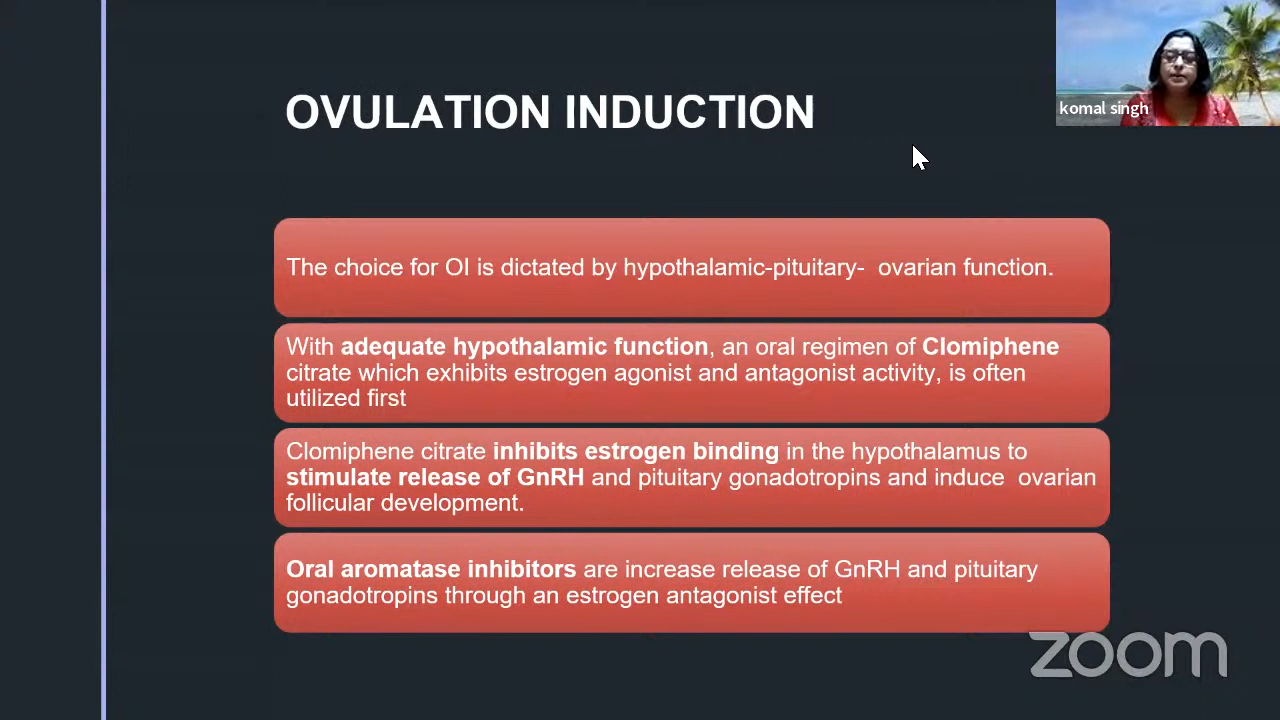 komal singh
OVULATION INDUCTION
The choice for OI is dictated by hypothalamic-pituitary-  ovarian function.
With adequate hypothalamic function, an oral regimen of Clomiphene
citrate which exhibits estrogen agonist and antagonist activity, is often
utilized first
Clomiphene citrate inhibits estrogen binding in the hypothalamus to
stimulate release of GnRH and pituitary gonadotropins and induce  ovarian
follicular development.
Oral aromatase inhibitors are increase release of GnRH and pituitary
gonadotropins through an estrogen antagonist effect
zoom